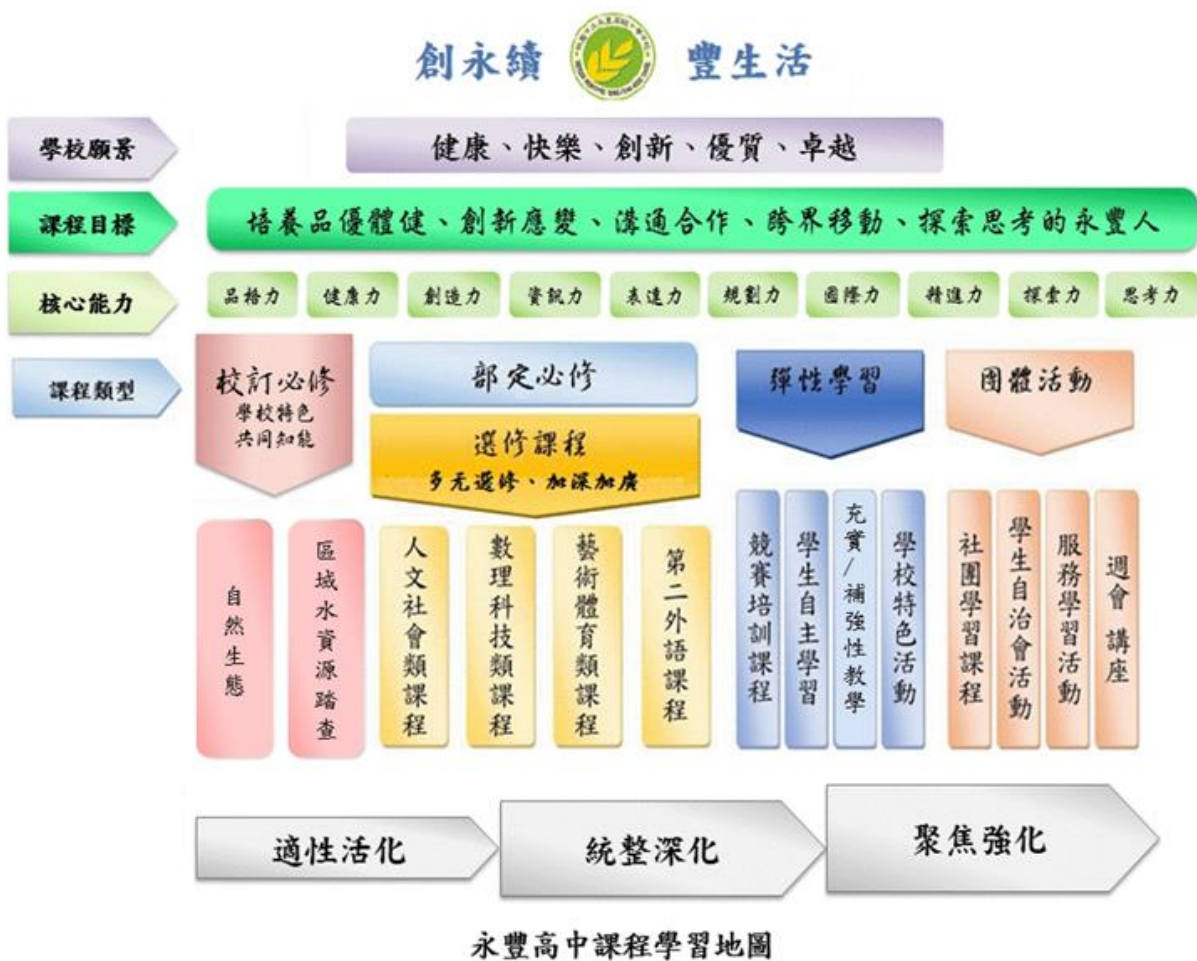 創永續 豐生活
學校願景
健康、快樂、創新、優質、卓越
課程目標
培養品優體健、創新應變、溝通合作、跨界移動、探索思考的永豐人
核心能力
品格力
健康力
創造力
資訊力
表達力
規劃力
國際力
精進力
探索力
思考力
課程類型
校訂必修
學校特色
共同知能
部定必修
選修課程
多元選修、加深加廣
彈性學習
團體活動
自然生態
區域水資源踏查
人文社會類課程
數理科技類課程
藝術體育類課程
第二外語課程
競賽培訓課程
學生自主學習
充實/補強性教學
學校特色活動
社團學習課程
學生自治會活動
服務學習活動
週會 講座
適性活化
統整深化
聚焦強化
永豐高中課程學習地圖